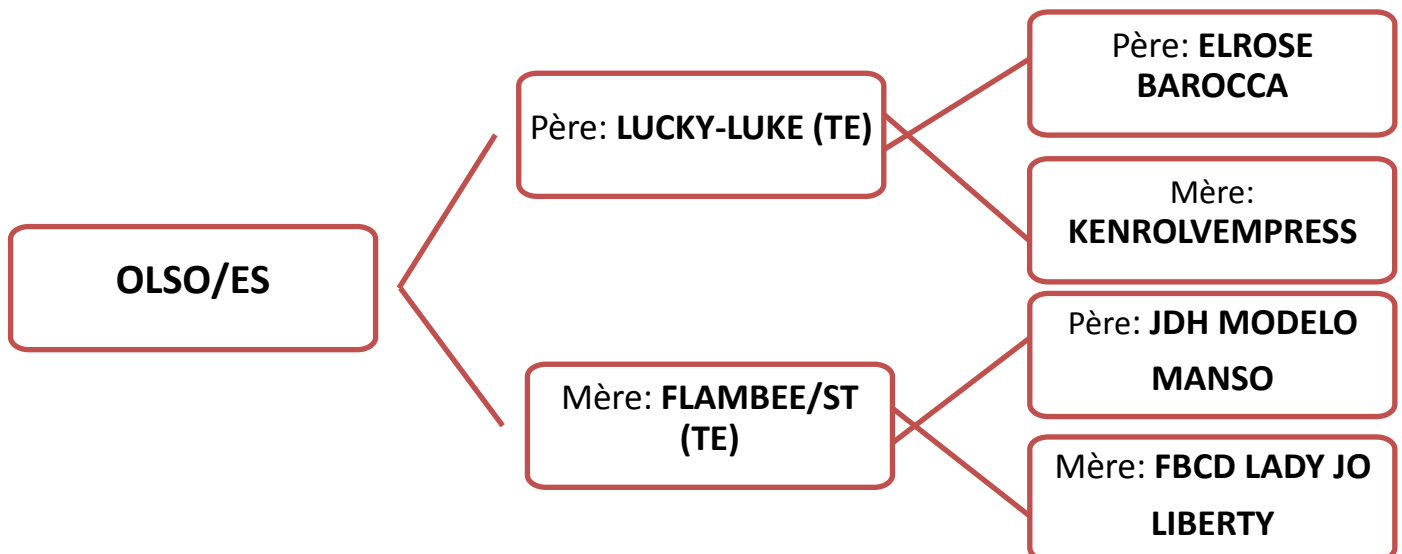 OLSO/ES
Père: LUCKY-LUKE (TE)
Mère: FLAMBEE/ST
(TE)
Père: ELROSE
BAROCCA
Mère:
KENROLVEMPRESS
Père: JDH MODELO
MANSO
Mère: FBCD LADY JO
LIBERTY